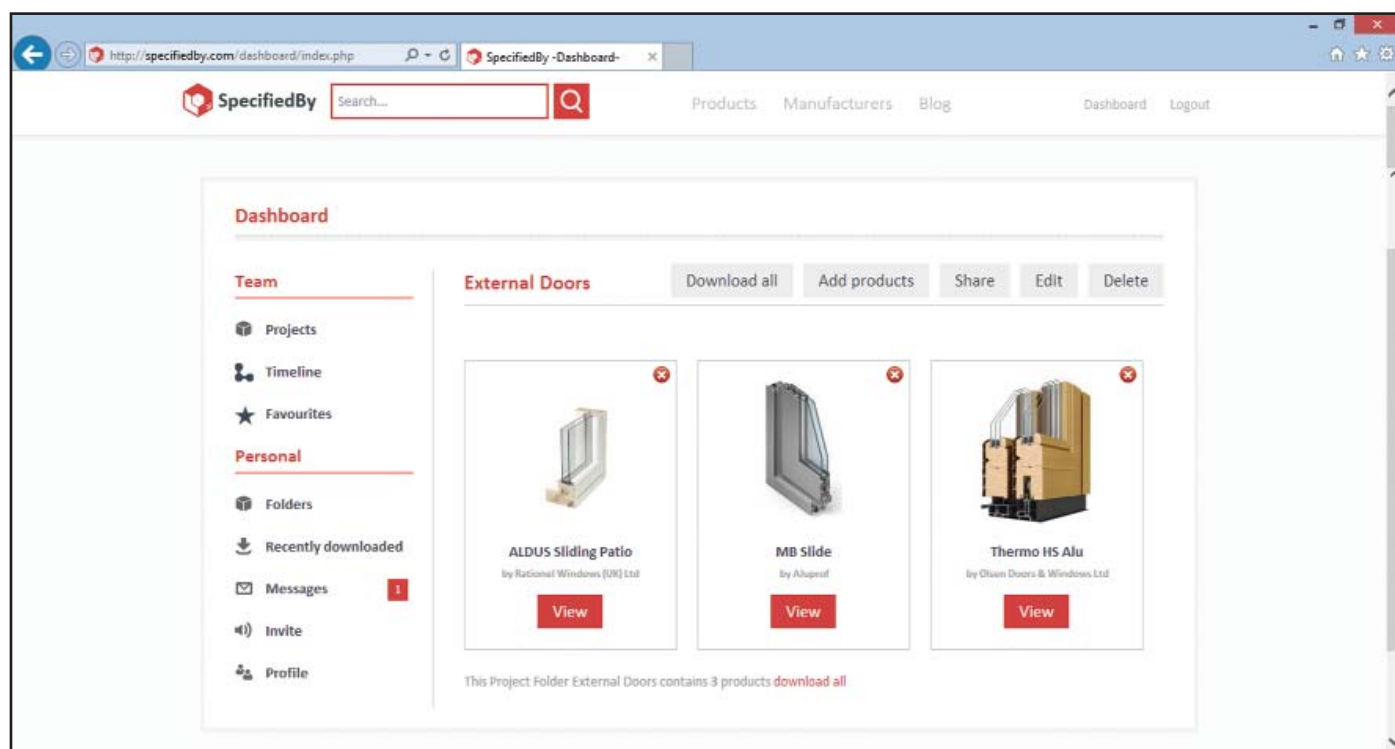 http://specifiedby.com/dashboard/index.php
SpecifiedBy -Dashboard-
SpecifiedBy
Search...
Products Manufacturers Blog
Dashboard Logout
Dashboard
Team
Projects
Timeline
Favourites
Personal
Folders
Recently downloaded
Messages 1
Invite
Profile
External Doors
Download all Add products Share Edit Delete
ALDUS Sliding Patio
by Rational Windows (UK) Ltd
View
MB Slide
by Aluprof
View
Thermo HS Alu
by Olsen Doors & Windows Ltd
View
This Project Folder External Doors contains 3 products download all